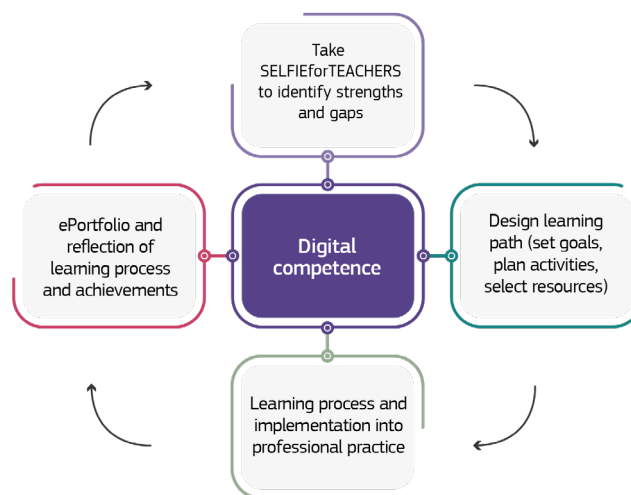 Take
SELFIEforTEACHERS
to identify strengths
and gaps
ePortfolio and
reflection of
learning process
and achievements
Digital
competence
Design learning
path (set goals,
plan activities,
select resources)
Learning process and
implementation into
professional practice